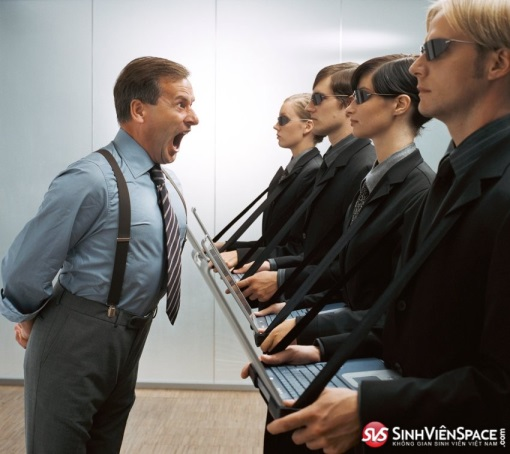 SVS SINHVIÊNSPACE.com
KHÔNG GIAN SINH VIÊN VIỆT NAM